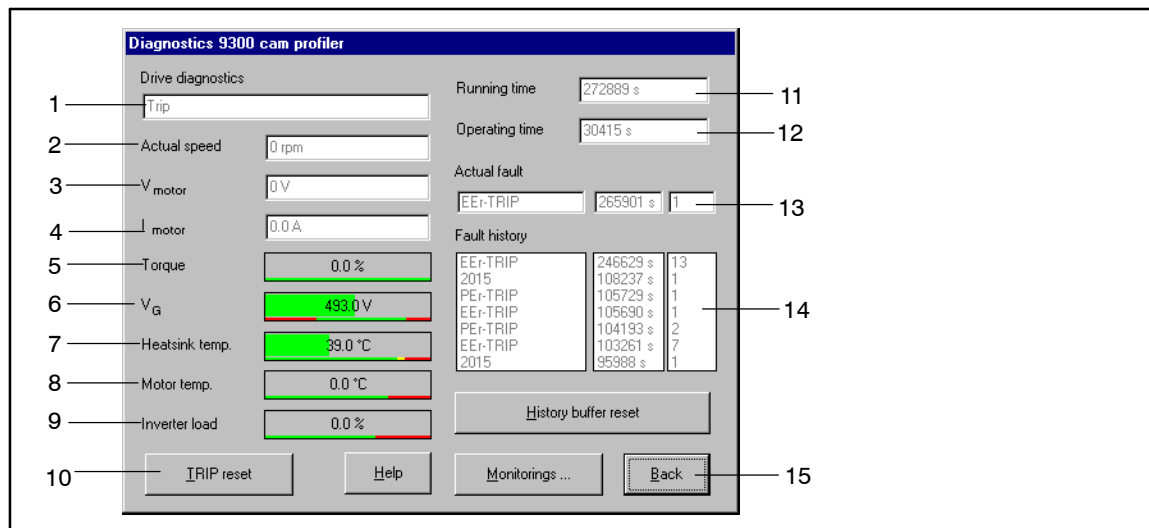 Diagnostics 9300 cam profiler
Drive diagnostics
1
Trip
2
Actual speed
0 rpm
3
V motor
0 V
4
I motor
0.0 A
5
Torque
0.0 %
6
V G
493.0 V
7
Heatsink temp.
39.0 °C
8
Motor temp.
0.0 °C
9
Inverter load
0.0 %
10
TRIP reset
Help
Running time
272889 s
11
Operating time
30415 s
12
Actual fault
EEr-TRIP 265901 s 1
13
Fault history
EEr-TRIP 246629 s 13
2015 108237 s 1
PEr-TRIP 105729 s 1
EEr-TRIP 105690 s 1
PEr-TRIP 104193 s 2
EEr-TRIP 103261 s 7
2015 95988 s 1
14
History buffer reset
Monitorings ...
Back
15